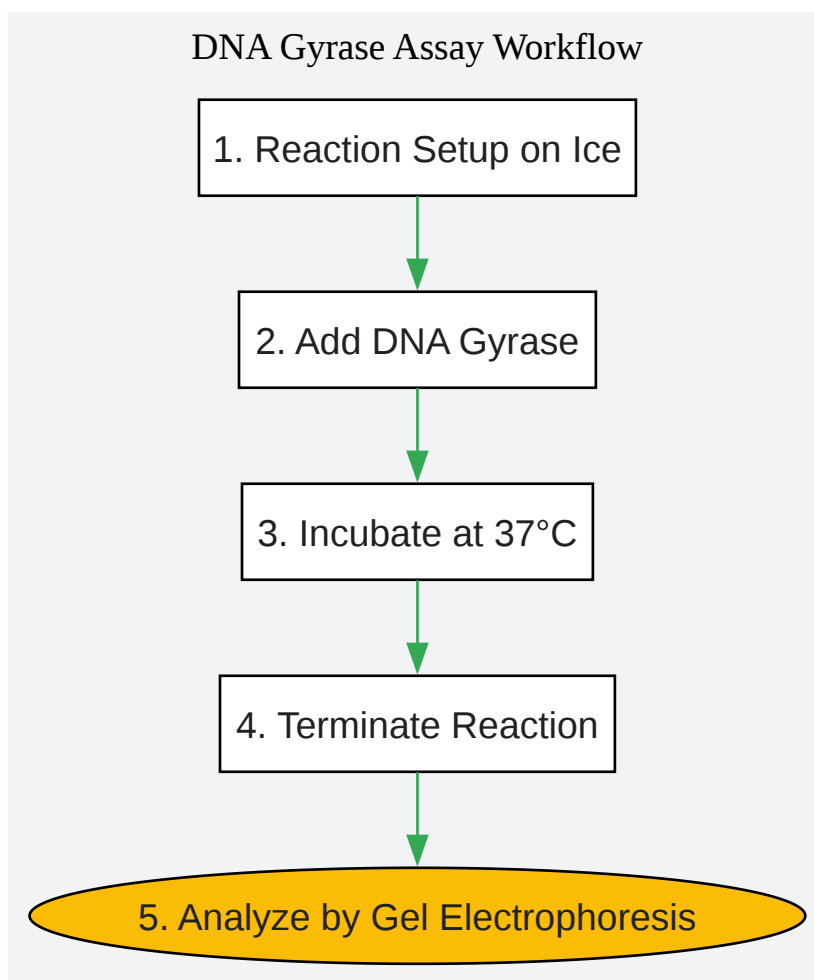 DNA Gyrase Assay Workflow
1. Reaction Setup on Ice
2. Add DNA Gyrase
3. Incubate at 37°C
4. Terminate Reaction
5. Analyze by Gel Electrophoresis